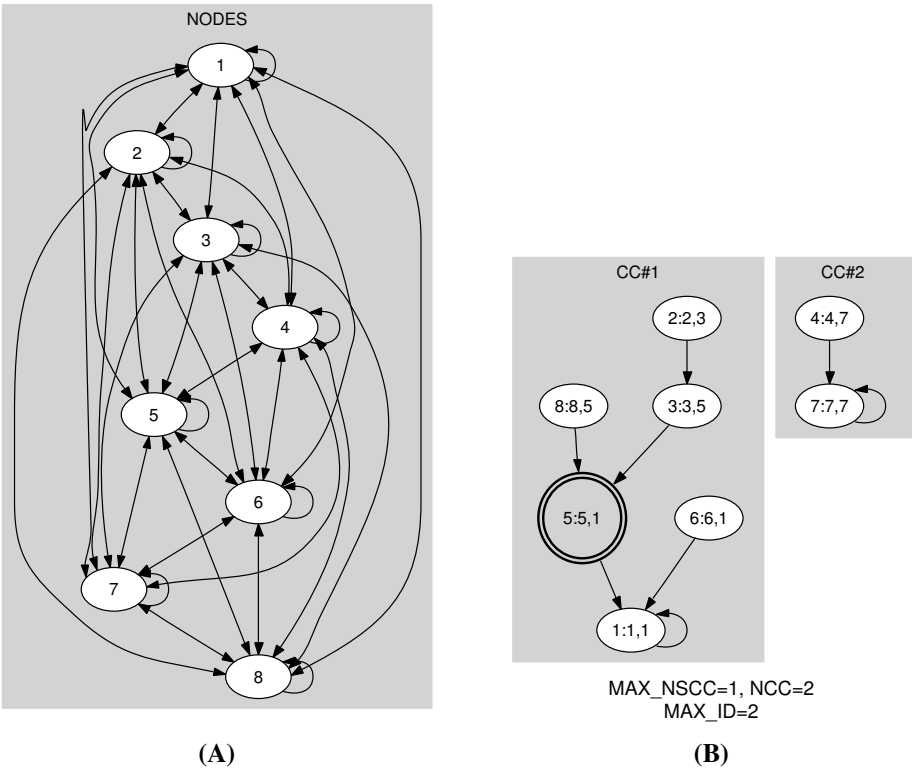 NODES
1
2
3
4
5
6
7
8
(A)
CC#1
2:2,3
8:8,5
3:3,5
5:5,1
6:6,1
1:1,1
CC#2
4:4,7
7:7,7
MAX_NSCC=1, NCC=2
MAX_ID=2
(B)